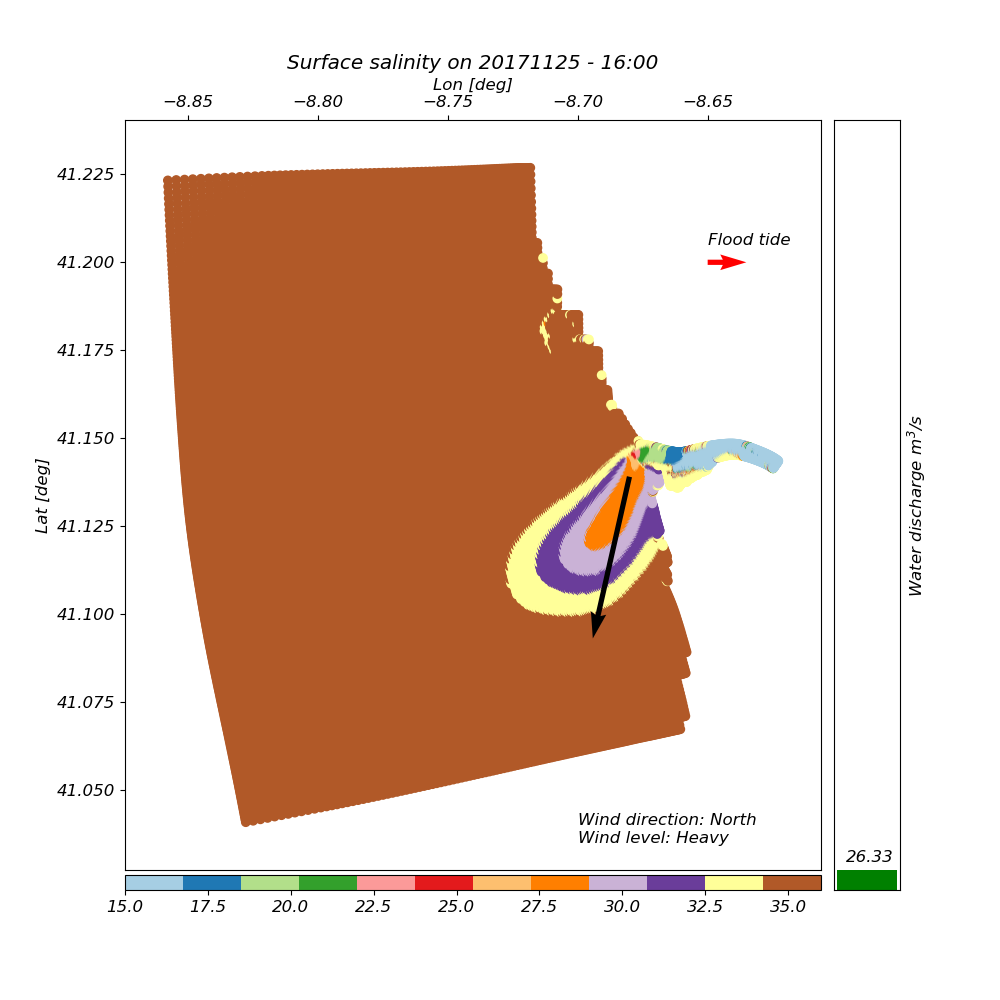 Surface salinity on 20171125 - 16:00
Lon [deg]
−8.85 −8.80 −8.75 −8.70 −8.65
41.225
41.200
41.175
41.150
41.125
41.100
41.075
41.050
Lat [deg]
Flood tide
Wind direction: North
Wind level: Heavy
Water discharge m³/s
26.33
15.0 17.5 20.0 22.5 25.0 27.5 30.0 32.5 35.0